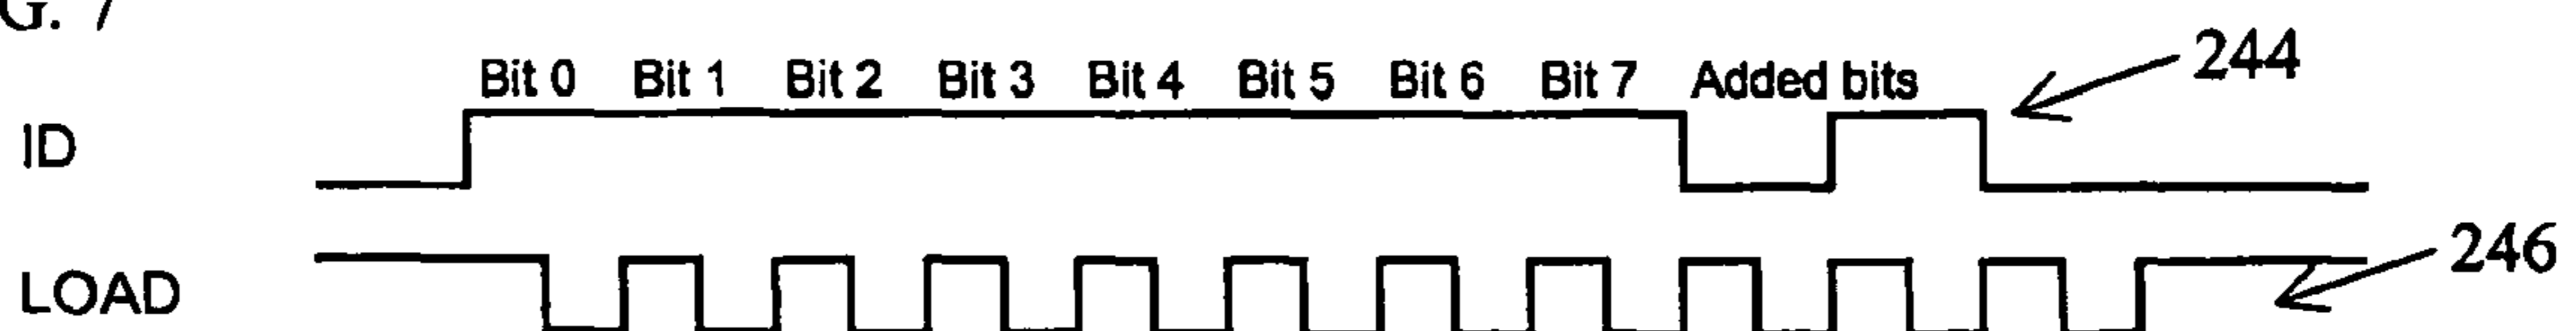 G. 7
Bit 0 Bit 1 Bit 2 Bit 3 Bit 4 Bit 5 Bit 6 Bit 7 Added bits 244
ID
246
LOAD